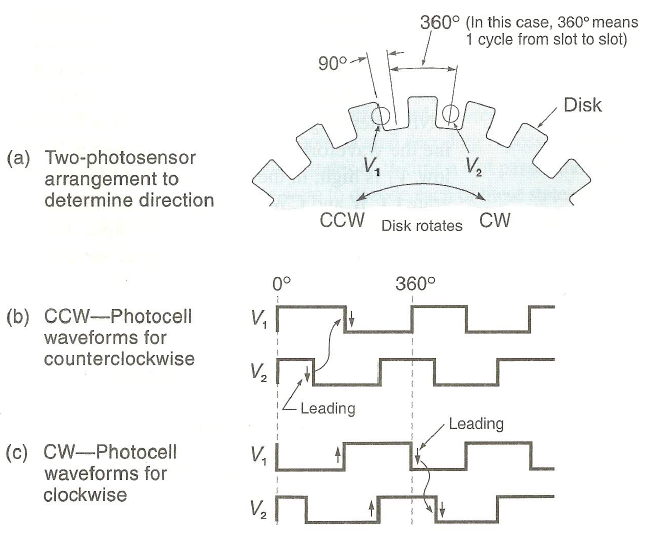 360° (In this case, 360° means
1 cycle from slot to slot)
90°
Disk
(a) Two-photosensor
arrangement to
determine direction
V₁ V₂
CCW Disk rotates CW
0° 360°
(b) CCW—Photocell
waveforms for
counterclockwise
V₁
V₂
Leading
(c) CW—Photocell
waveforms for
clockwise
Leading
V₁
V₂